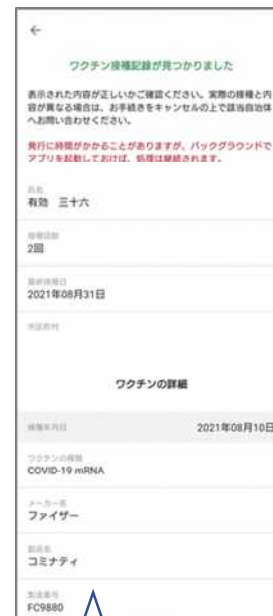 ワクチン接種記録が見つかりました
表示された内容が正しいかご確認ください。実際の接種と内
容が異なる場合は、お手続きをキャンセルの上で該当自治体
へお問い合わせください。
発行に時間がかかることがありますが、バックグラウンドで
アプリを起動しておけば、処理は継続されます。
氏名
有効 三十六
接種回数
2回
最終接種日
2021年08月31日
市区町村
ワクチンの詳細
接種年月日 2021年08月10日
ワクチンの種類
COVID-19 mRNA
メーカー名
ファイザー
製品名
コミナティ
製造番号
FC9880